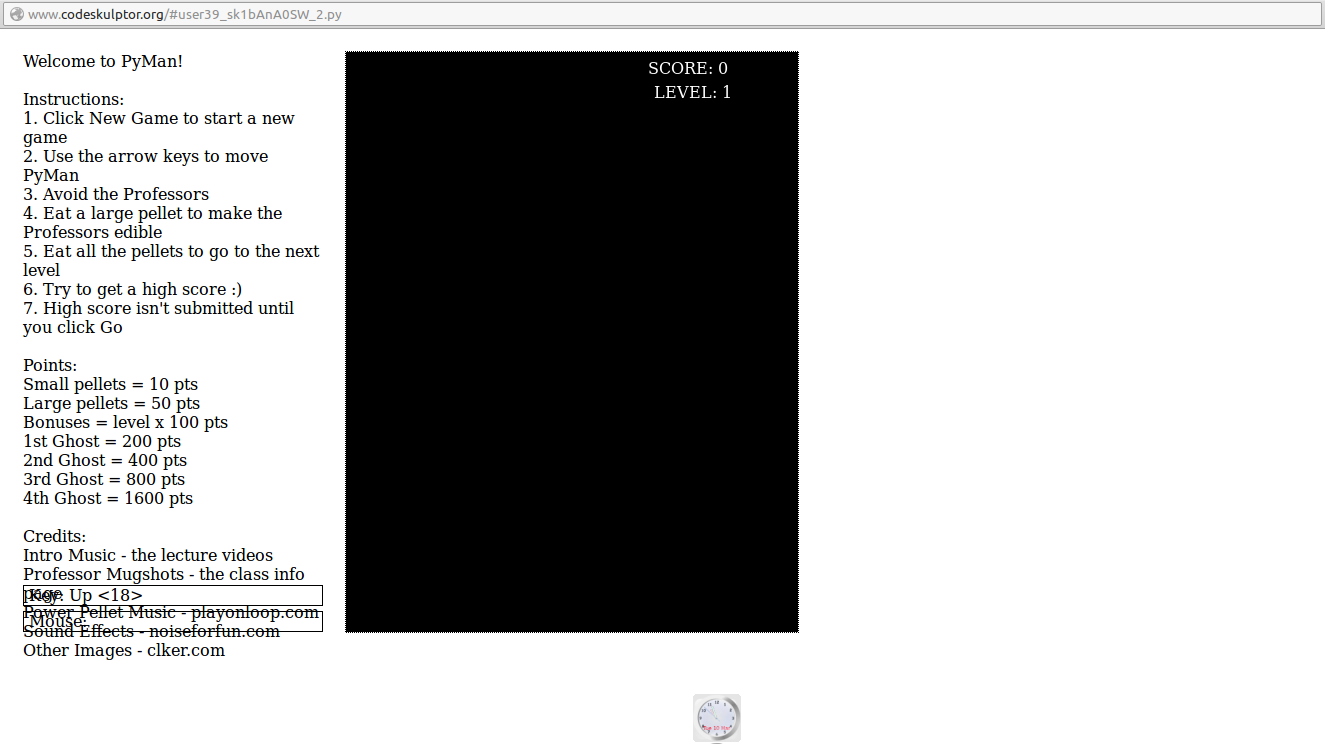 www.codeskulptor.org/#user39_sk1bAnA0SW_2.py
Welcome to PyMan!
Instructions:
1. Click New Game to start a new
game
2. Use the arrow keys to move
PyMan
3. Avoid the Professors
4. Eat a large pellet to make the
Professors edible
5. Eat all the pellets to go to the next
level
6. Try to get a high score :)
7. High score isn't submitted until
you click Go
Points:
Small pellets = 10 pts
Large pellets = 50 pts
Bonuses = level x 100 pts
1st Ghost = 200 pts
2nd Ghost = 400 pts
3rd Ghost = 800 pts
4th Ghost = 1600 pts
Credits:
Intro Music - the lecture videos
Professor Mugshots - the class info
page
Key: Up <18>
Power Pellet Music - playonloop.com
Mouse:
Sound Effects - noiseforfun.com
Other Images - clker.com
SCORE: 0
LEVEL: 1